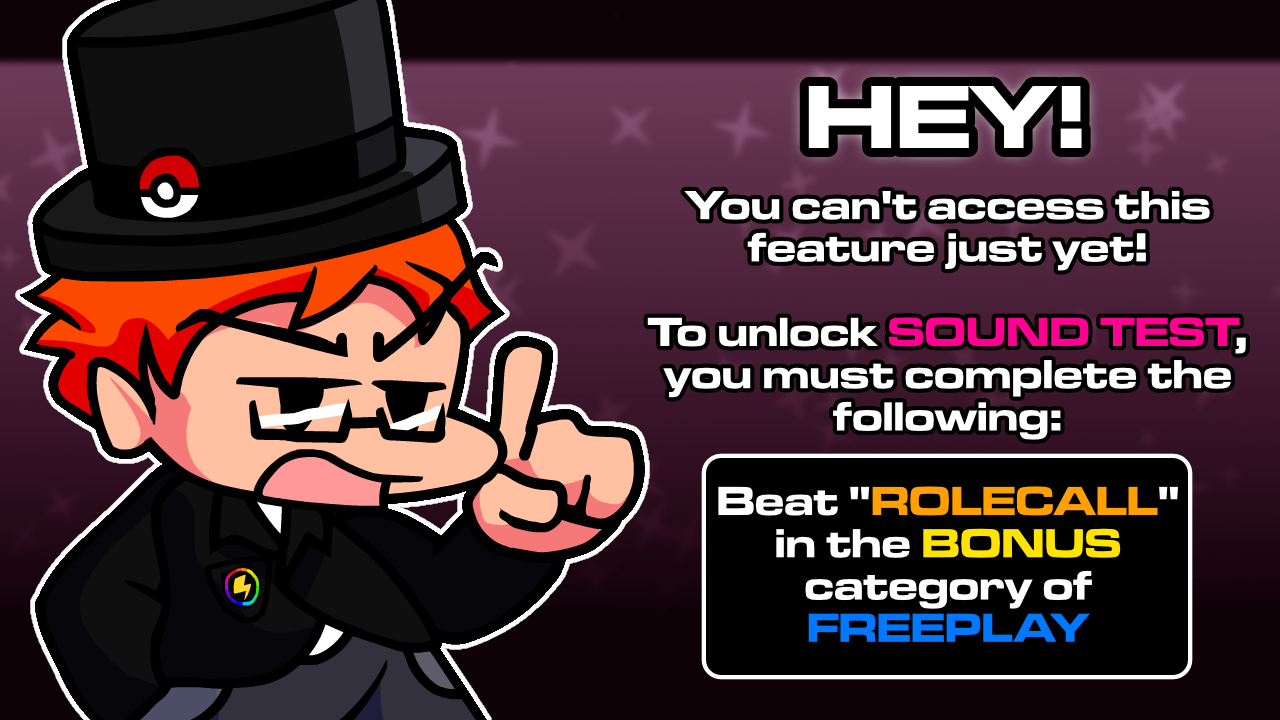 HEY!
You can't access this
feature just yet!
To unlock SOUND TEST,
you must complete the
following:
Beat "ROLECALL"
in the BONUS
category of
FREEPLAY